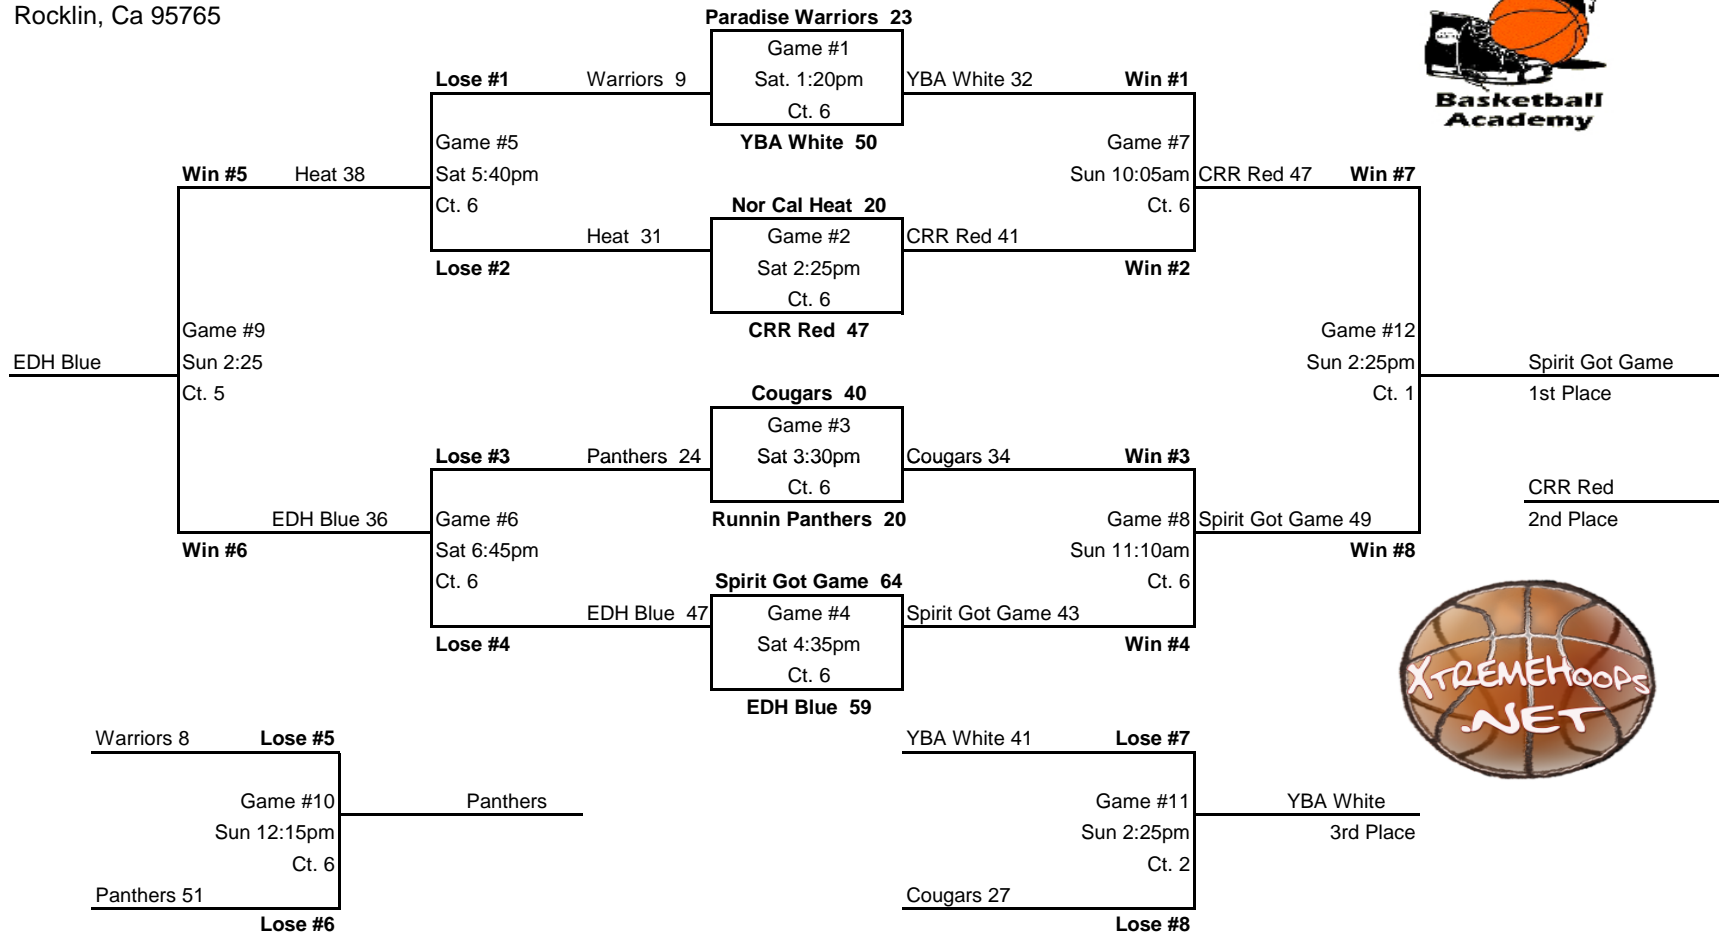 Rocklin, Ca 95765
Paradise Warriors 23
Game #1
Lose #1 Warriors 9 Sat. 1:20pm YBA White 32 Win #1
Ct. 6
Basketball
Academy
Game #5 YBA White 50 Game #7
Win #5 Heat 38 Sat 5:40pm Sun 10:05am CRR Red 47 Win #7
Ct. 6 Nor Cal Heat 20 Ct. 6
Heat 31 Game #2 CRR Red 41
Lose #2 Sat 2:25pm Win #2
Ct. 6
Game #9 CRR Red 47 Game #12
EDH Blue Sun 2:25 Sun 2:25pm Spirit Got Game
Ct. 5 Cougars 40 Ct. 1 1st Place
Game #3
Lose #3 Panthers 24 Sat 3:30pm Cougars 34 Win #3
Ct. 6 CRR Red
EDH Blue 36 Game #6 Runnin Panthers 20 Game #8 Spirit Got Game 49 2nd Place
Win #6 Sat 6:45pm Sun 11:10am Win #8
Ct. 6 Spirit Got Game 64 Ct. 6
EDH Blue 47 Game #4 Spirit Got Game 43
Lose #4 Sat 4:35pm Win #4
Ct. 6
XTREMEHOOPS
.NET
EDH Blue 59
Warriors 8 Lose #5 YBA White 41 Lose #7
Game #10 Panthers Game #11 YBA White
Sun 12:15pm Sun 2:25pm 3rd Place
Ct. 6 Ct. 2
Panthers 51 Cougars 27
Lose #6 Lose #8